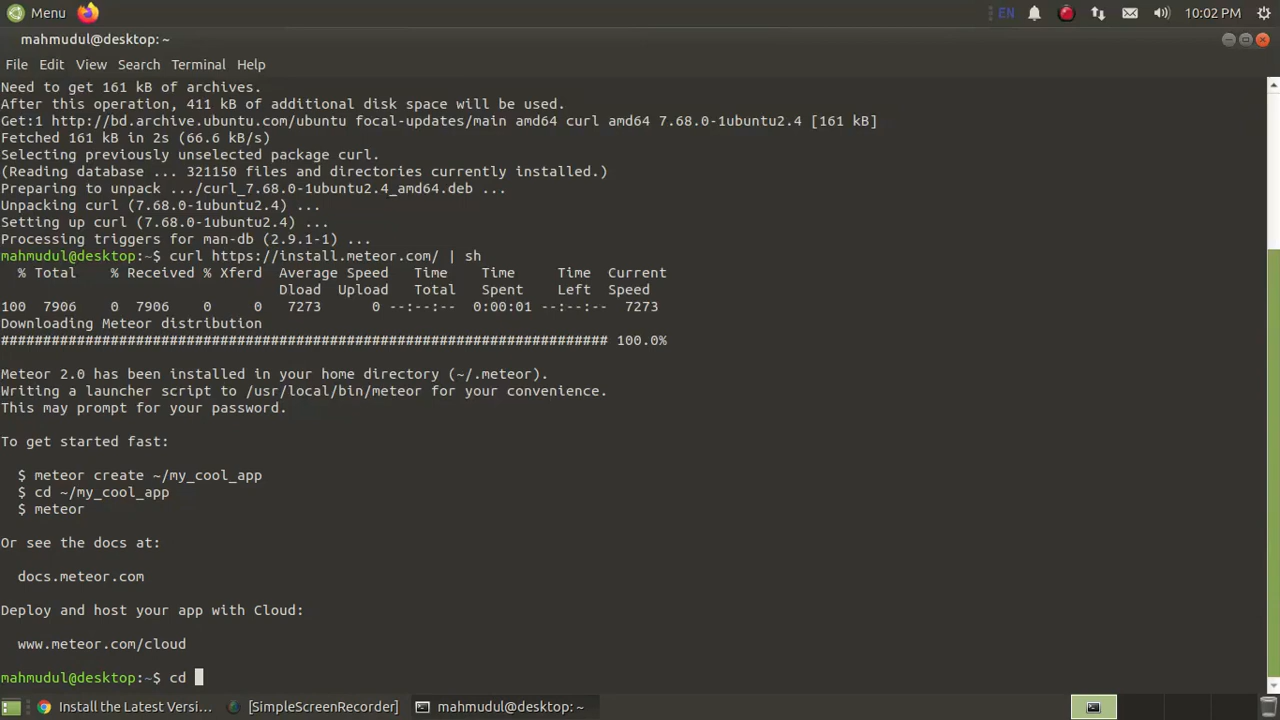 Menu EN 10:02 PM
mahmudul@desktop: ~
File Edit View Search Terminal Help
Need to get 161 kB of archives.
After this operation, 411 kB of additional disk space will be used.
Get:1 http://bd.archive.ubuntu.com/ubuntu focal-updates/main amd64 curl amd64 7.68.0-1ubuntu2.4 [161 kB]
Fetched 161 kB in 2s (66.6 kB/s)
Selecting previously unselected package curl.
(Reading database ... 321150 files and directories currently installed.)
Preparing to unpack .../curl_7.68.0-1ubuntu2.4_amd64.deb ...
Unpacking curl (7.68.0-1ubuntu2.4) ...
Setting up curl (7.68.0-1ubuntu2.4) ...
Processing triggers for man-db (2.9.1-1) ...
mahmudul@desktop:~$ curl https://install.meteor.com/ | sh
  % Total    % Received % Xferd  Average Speed   Time    Time     Time  Current
                                 Dload  Upload   Total   Spent    Left  Speed
100  7906    0  7906    0     0   7273      0 --:--:--  0:00:01 --:--:--  7273
Downloading Meteor distribution
######################################################################## 100.0%
Meteor 2.0 has been installed in your home directory (~/.meteor).
Writing a launcher script to /usr/local/bin/meteor for your convenience.
This may prompt for your password.
To get started fast:
  $ meteor create ~/my_cool_app
  $ cd ~/my_cool_app
  $ meteor
Or see the docs at:
  docs.meteor.com
Deploy and host your app with Cloud:
  www.meteor.com/cloud
mahmudul@desktop:~$ cd
Install the Latest Versi... [SimpleScreenRecorder] mahmudul@desktop: ~